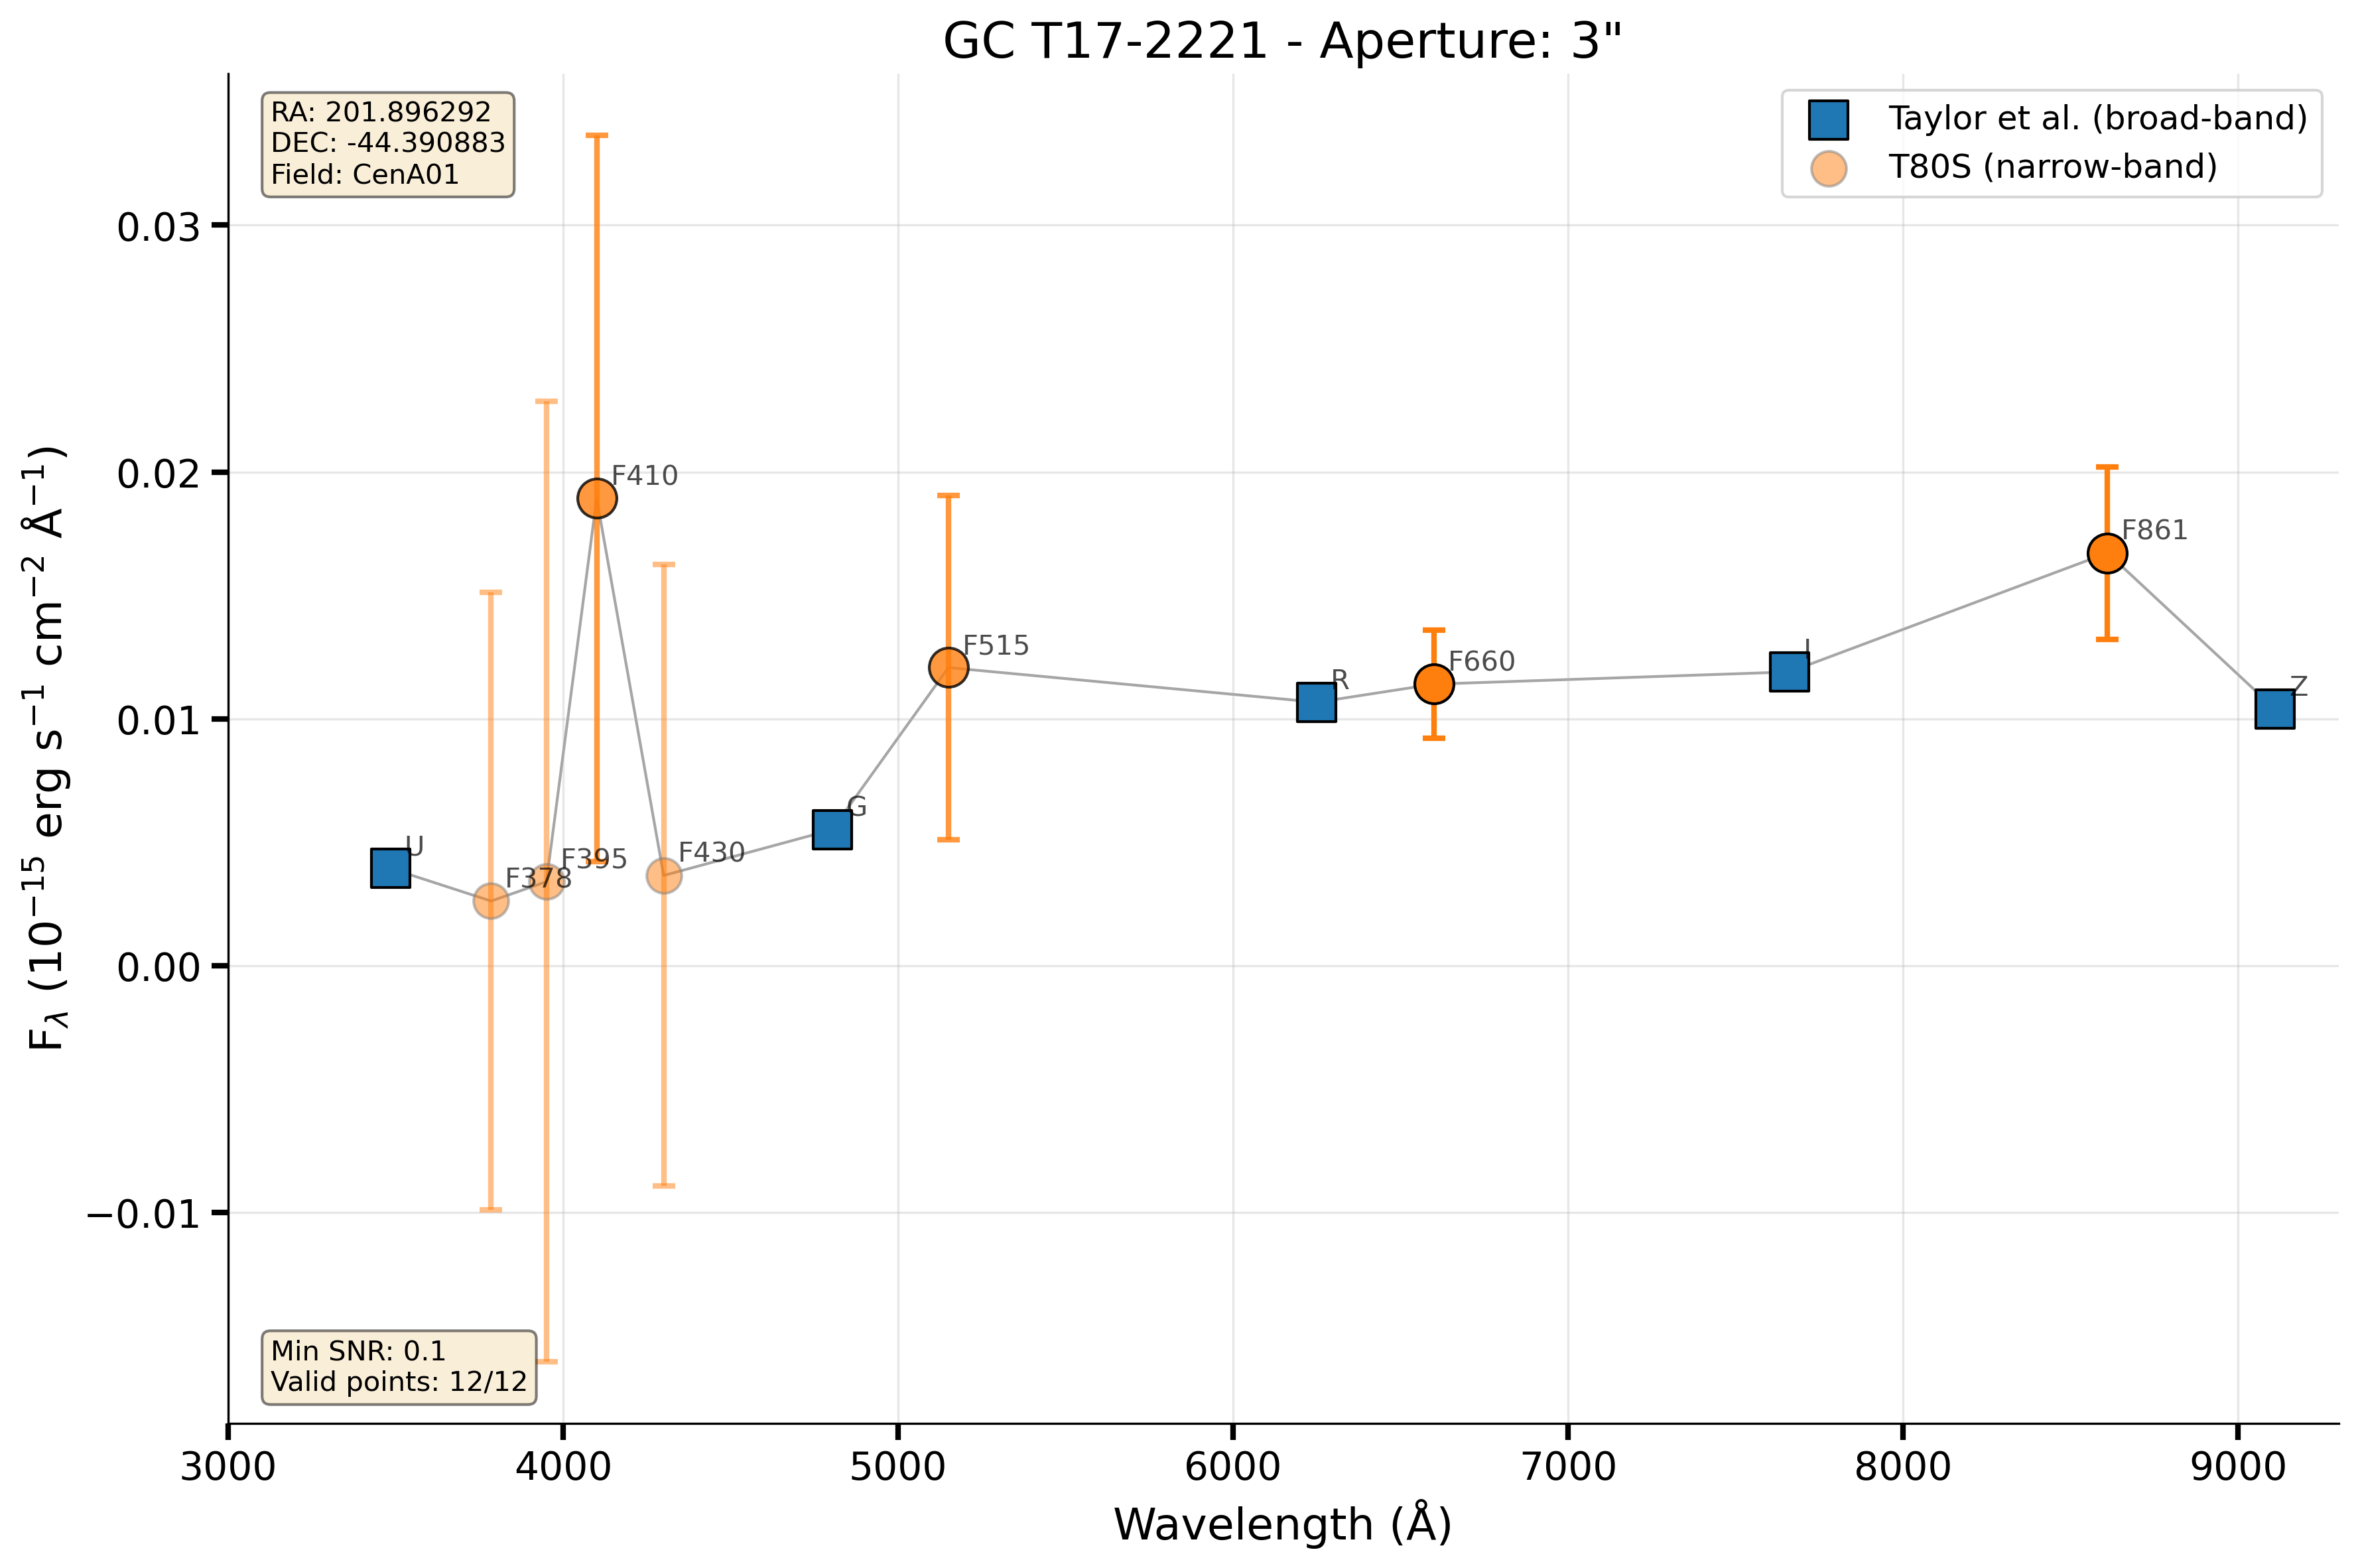 GC T17-2221 - Aperture: 3"
RA: 201.896292
DEC: -44.390883
Field: CenA01
Taylor et al. (broad-band)
T80S (narrow-band)
F_λ (10⁻¹⁵ erg s⁻¹ cm⁻² Å⁻¹)
0.03
0.02
0.01
0.00
−0.01
U
F378
F395
F410
F430
G
F515
R
F660
I
F861
Z
Min SNR: 0.1
Valid points: 12/12
3000
4000
5000
6000
7000
8000
9000
Wavelength (Å)